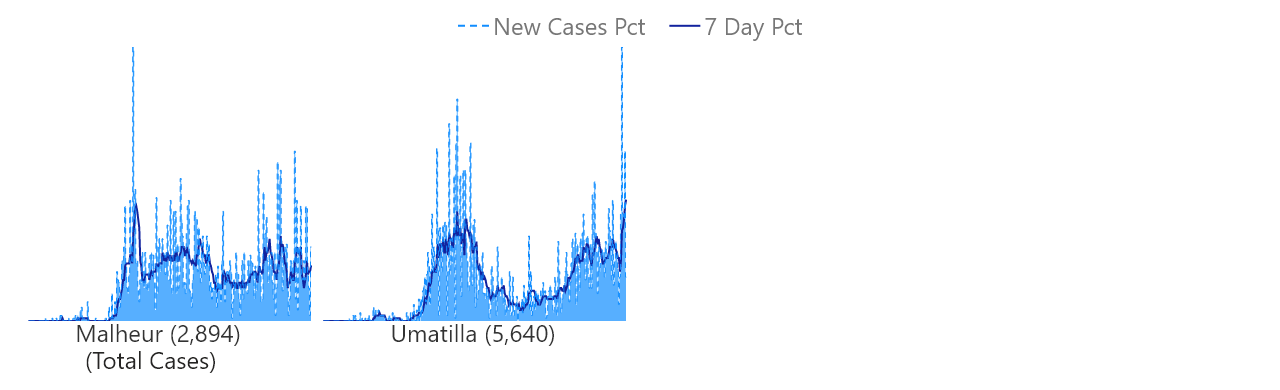 New Cases Pct 7 Day Pct
Malheur (2,894) Umatilla (5,640)
(Total Cases)